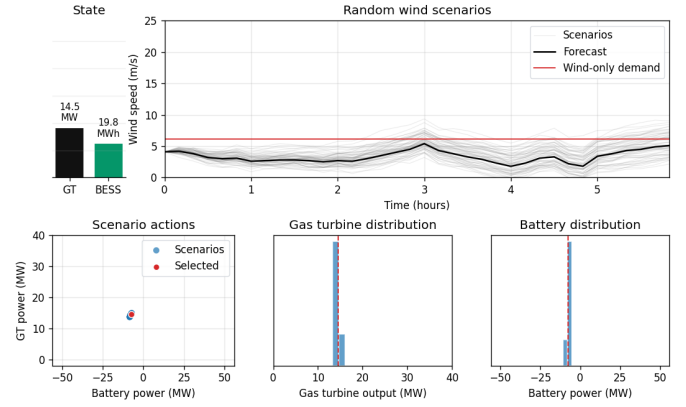 State
Random wind scenarios
14.5
MW
19.8
MWh
GT
BESS
Wind speed (m/s)
25
20
15
10
5
0
Scenarios
Forecast
Wind-only demand
0
1
2
3
4
5
Time (hours)
Scenario actions
Gas turbine distribution
Battery distribution
GT power (MW)
40
30
20
10
0
Scenarios
Selected
−50
−25
0
25
50
Battery power (MW)
0
10
20
30
40
Gas turbine output (MW)
−50
−25
0
25
50
Battery power (MW)